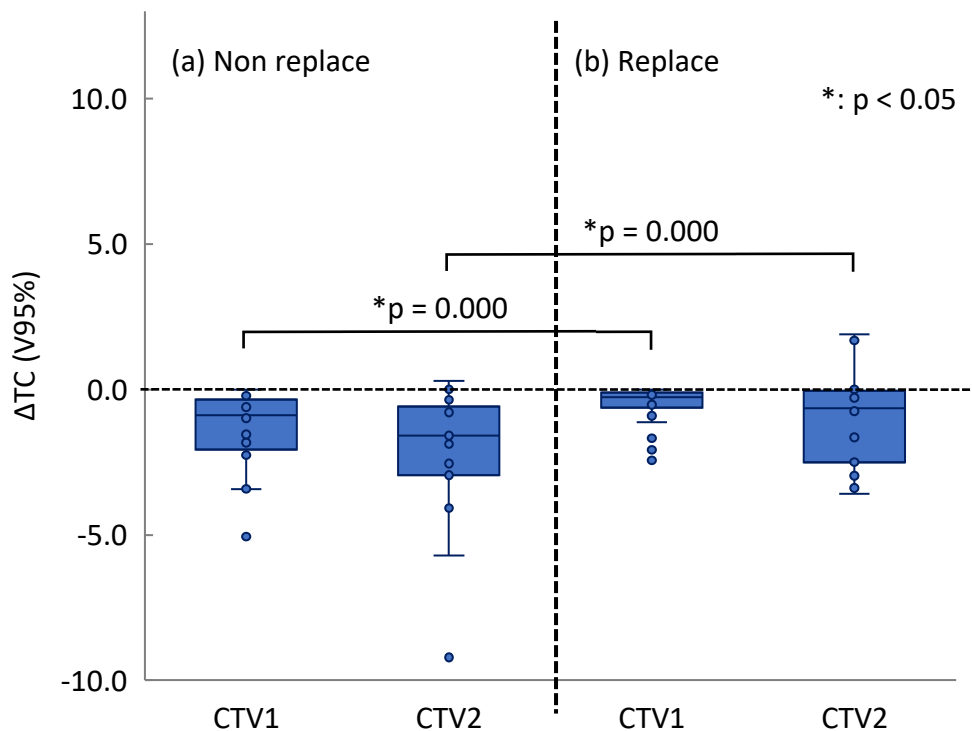 (a) Non replace
(b) Replace
*: p < 0.05
10.0
5.0
0.0
-5.0
-10.0
ΔTC (V95%)
*p = 0.000
*p = 0.000
CTV1
CTV2
CTV1
CTV2